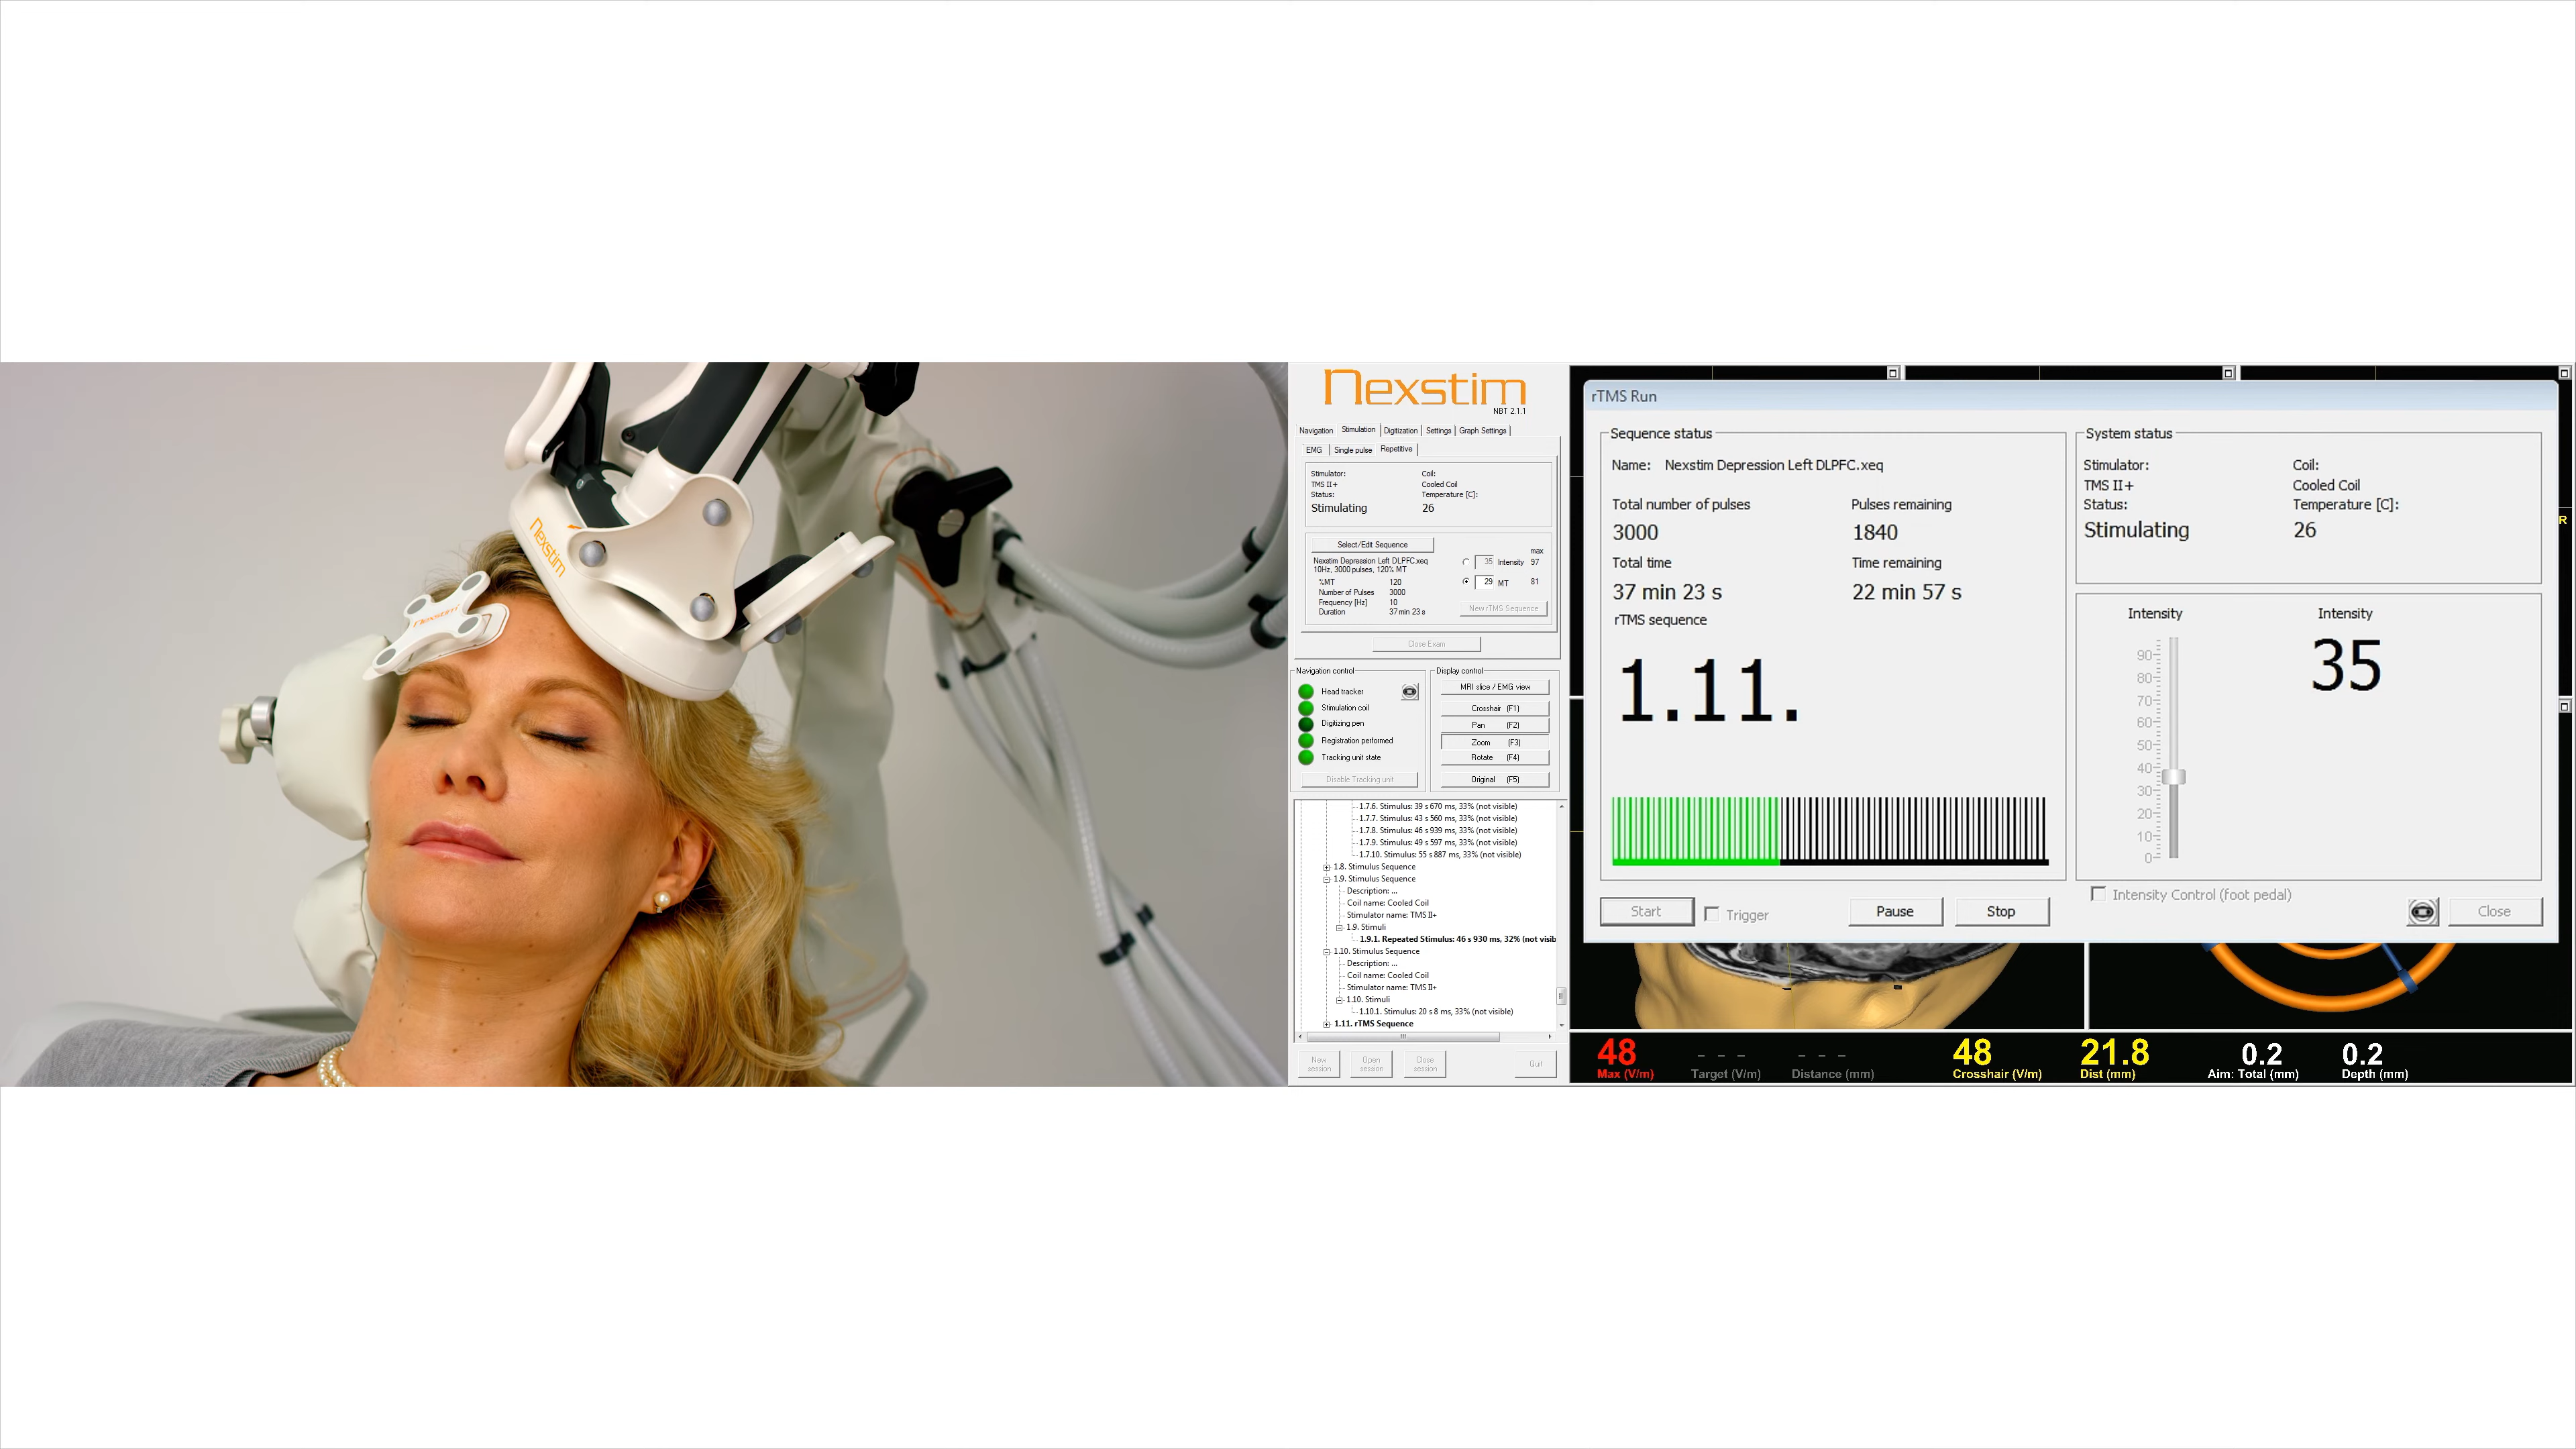 Nexstim
Nexstim
Nexstim
NBT 2.1.1
Navigation Stimulation Digitization Settings Graph Settings
EMG Single pulse Repetitive
Stimulator: Coil:
TMS II+ Cooled Coil
Status: Temperature [C]:
Stimulating 26
Select/Edit Sequence
max
Nexstim Depression Left DLPFC.xeq
10Hz, 3000 pulses, 120% MT
35 Intensity 97
%MT 120
29 MT 81
Number of Pulses 3000
Frequency [Hz] 10
Duration 37 min 23 s
New rTMS Sequence
Close Exam
Navigation control
Head tracker
Stimulation coil
Digitizing pen
Registration performed
Tracking unit state
Disable Tracking unit
Display control
MRI slice / EMG view
Crosshair (F1)
Pan (F2)
Zoom (F3)
Rotate (F4)
Original (F5)
1.7.6. Stimulus: 39 s 670 ms, 33% (not visible)
1.7.7. Stimulus: 43 s 560 ms, 33% (not visible)
1.7.8. Stimulus: 46 s 939 ms, 33% (not visible)
1.7.9. Stimulus: 49 s 597 ms, 33% (not visible)
1.7.10. Stimulus: 55 s 887 ms, 33% (not visible)
1.8. Stimulus Sequence
1.9. Stimulus Sequence
Description: ...
Coil name: Cooled Coil
Stimulator name: TMS II+
1.9. Stimuli
1.9.1. Repeated Stimulus: 46 s 930 ms, 32% (not visib
1.10. Stimulus Sequence
Description: ...
Coil name: Cooled Coil
Stimulator name: TMS II+
1.10. Stimuli
1.10.1. Stimulus: 20 s 8 ms, 33% (not visible)
1.11. rTMS Sequence
New session
Open session
Close session
Quit
rTMS Run
Sequence status
Name: Nexstim Depression Left DLPFC.xeq
Total number of pulses Pulses remaining
3000 1840
Total time Time remaining
37 min 23 s 22 min 57 s
rTMS sequence
1.11.
Start Trigger Pause Stop
System status
Stimulator: Coil:
TMS II+ Cooled Coil
Status: Temperature [C]:
Stimulating 26
Intensity Intensity
35
90
80
70
60
50
40
30
20
10
0
Intensity Control (foot pedal)
Close
R
48 - - - - - - 48 21.8 0.2 0.2
Max (V/m) Target (V/m) Distance (mm) Crosshair (V/m) Dist (mm) Aim: Total (mm) Depth (mm)